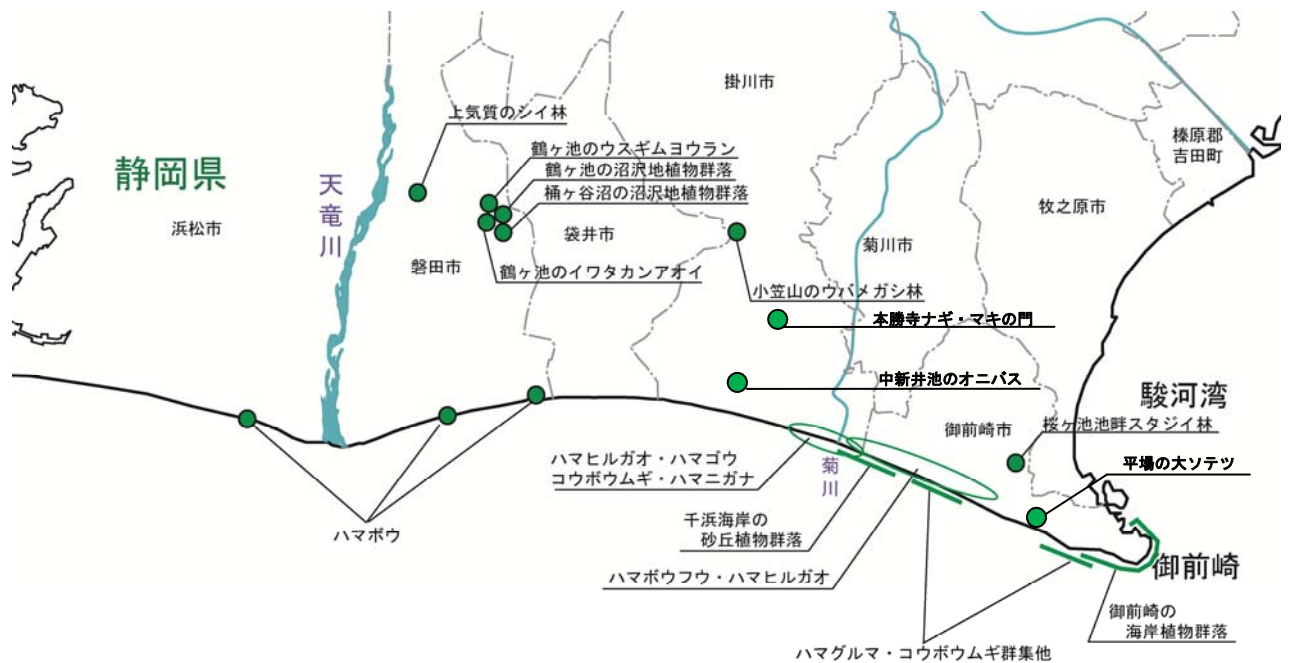 掛川市
上気質のシイ林
榛原郡
吉田町
鶴ヶ池のウスギムヨウラン
鶴ヶ池の沼沢地植物群落
桶ヶ谷沼の沼沢地植物群落
静岡県
天竜川
浜松市
牧之原市
袋井市
菊川市
磐田市
鶴ヶ池のイワタカンアオイ
小笠山のウバメガシ林
本勝寺ナギ・マキの門
中新井池のオニバス
駿河湾
御前崎市
桜ヶ池池畔スダジイ林
ハマヒルガオ・ハマゴウ
コウボウムギ・ハマニガナ
菊川
平場の大ソテツ
千浜海岸の
砂丘植物群落
ハマボウ
ハマボウフウ・ハマヒルガオ
御前崎
御前崎の
海岸植物群落
ハマグルマ・コウボウムギ群集他